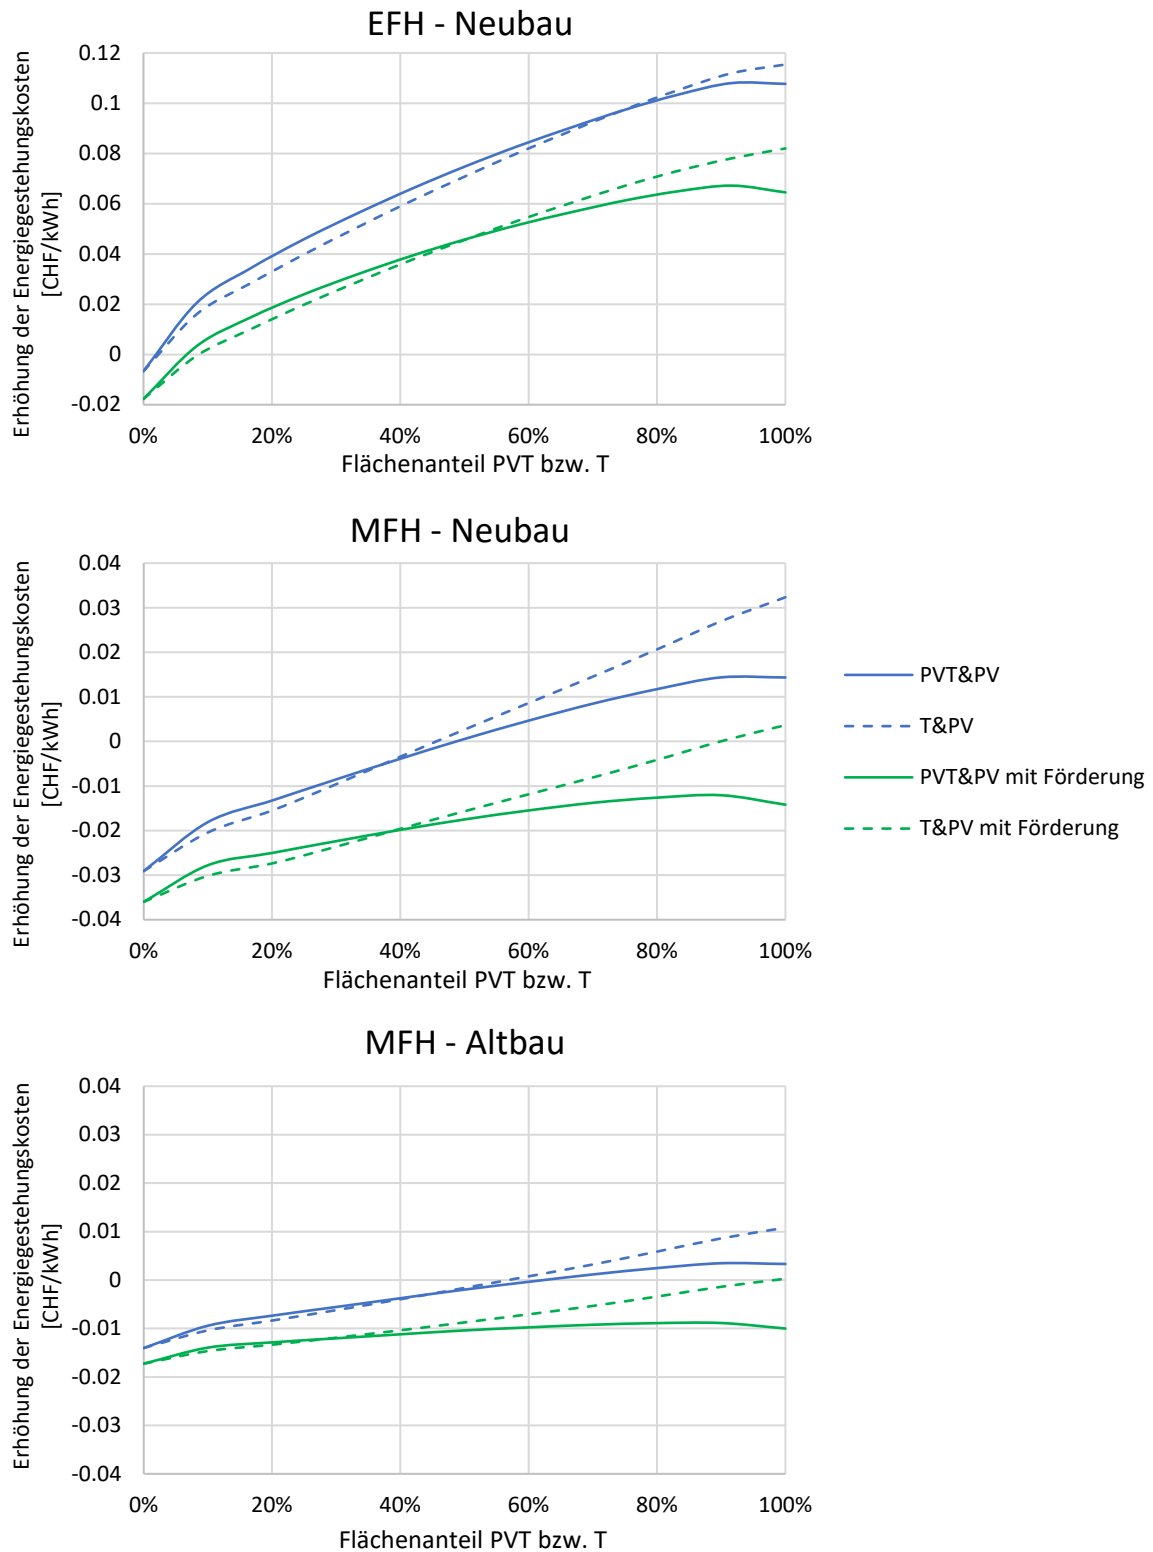 EFH - Neubau
Erhöhung der Energiegestehungskosten
[CHF/kWh]
0.12
0.1
0.08
0.06
0.04
0.02
0
-0.02
0% 20% 40% 60% 80% 100%
Flächenanteil PVT bzw. T
MFH - Neubau
Erhöhung der Energiegestehungskosten
[CHF/kWh]
0.04
0.03
0.02
0.01
0
-0.01
-0.02
-0.03
-0.04
0% 20% 40% 60% 80% 100%
Flächenanteil PVT bzw. T
PVT&PV
T&PV
PVT&PV mit Förderung
T&PV mit Förderung
MFH - Altbau
Erhöhung der Energiegestehungskosten
[CHF/kWh]
0.04
0.03
0.02
0.01
0
-0.01
-0.02
-0.03
-0.04
0% 20% 40% 60% 80% 100%
Flächenanteil PVT bzw. T